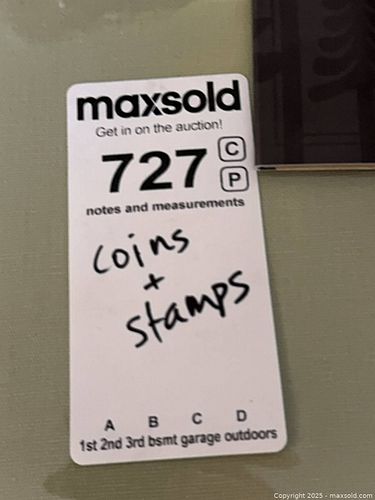 maxsold
Get in on the auction!
727 C
P
notes and measurements
coins
+
stamps
A B C D
1st 2nd 3rd bsmt garage outdoors
Copyright 2025 - maxsold.com